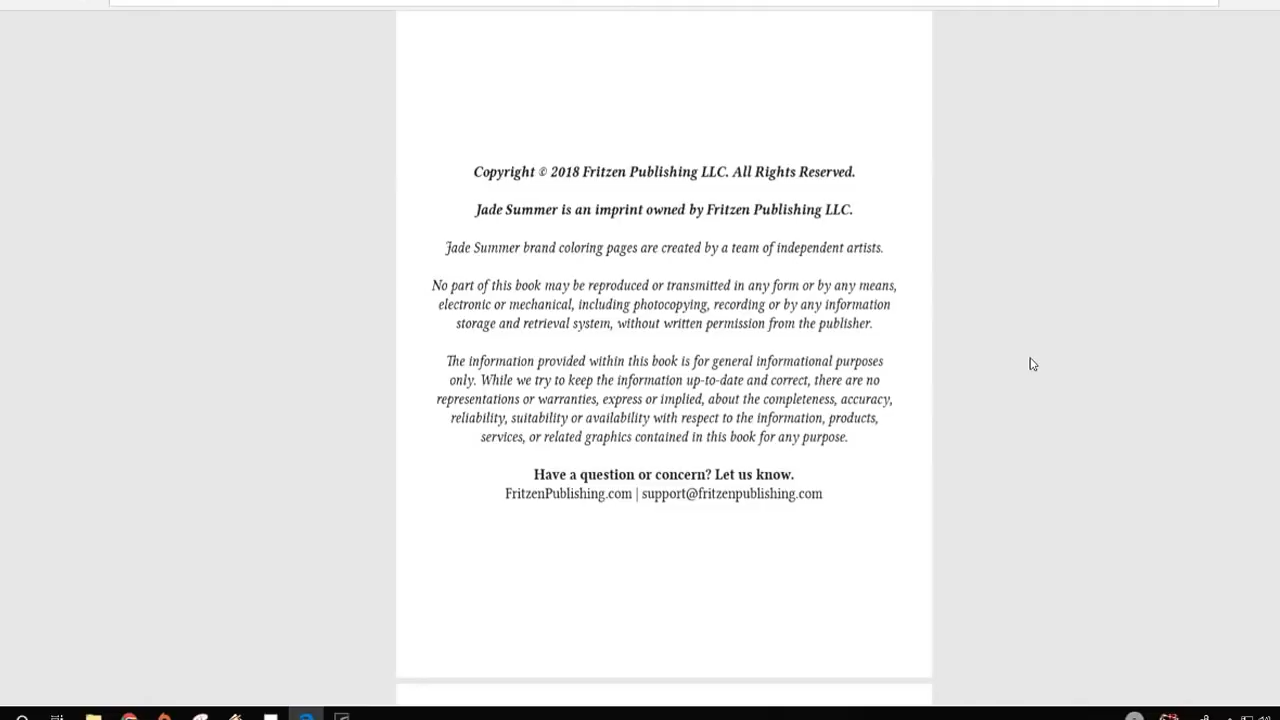 Copyright © 2018 Fritzen Publishing LLC. All Rights Reserved.
Jade Summer is an imprint owned by Fritzen Publishing LLC.
Jade Summer brand coloring pages are created by a team of independent artists.
No part of this book may be reproduced or transmitted in any form or by any means,
electronic or mechanical, including photocopying, recording or by any information
storage and retrieval system, without written permission from the publisher.
The information provided within this book is for general informational purposes
only. While we try to keep the information up-to-date and correct, there are no
representations or warranties, express or implied, about the completeness, accuracy,
reliability, suitability or availability with respect to the information, products,
services, or related graphics contained in this book for any purpose.
Have a question or concern? Let us know.
FritzenPublishing.com | support@fritzenpublishing.com